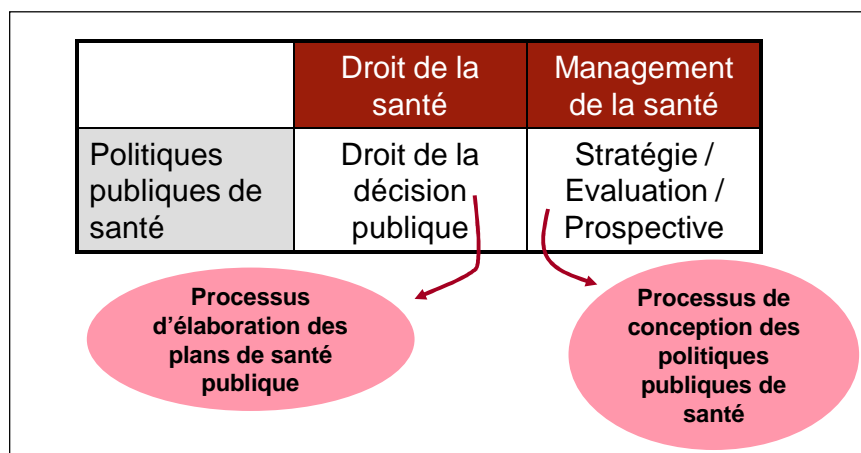 Droit de la
santé
Management
de la santé
Politiques
publiques de
santé
Droit de la
décision
publique
Stratégie /
Evaluation /
Prospective
Processus
d'élaboration des
plans de santé
publique
Processus de
conception des
politiques
publiques de
santé